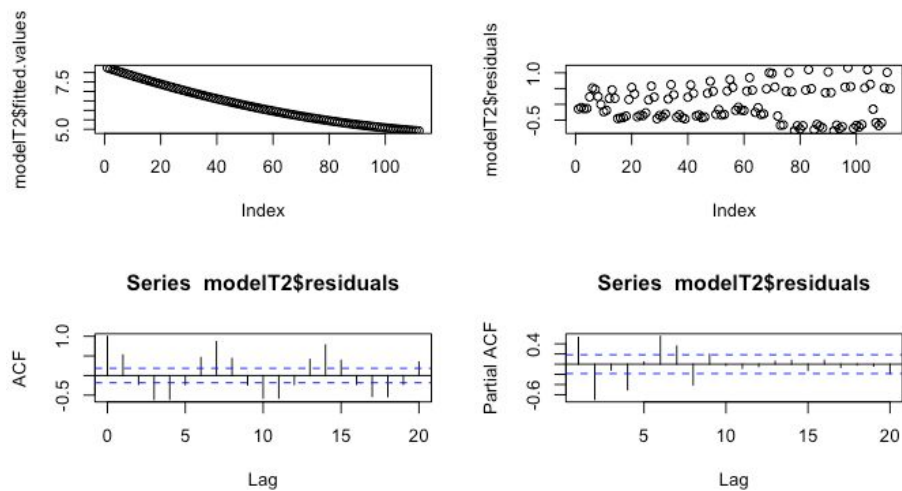 modelT2$fitted.values
7.5
5.0
0 20 40 60 80 100
Index
modelT2$residuals
1.0
-0.5
0 20 40 60 80 100
Index
Series modelT2$residuals
ACF
1.0
-0.5
0 5 10 15 20
Lag
Series modelT2$residuals
Partial ACF
0.4
-0.6
5 10 15 20
Lag